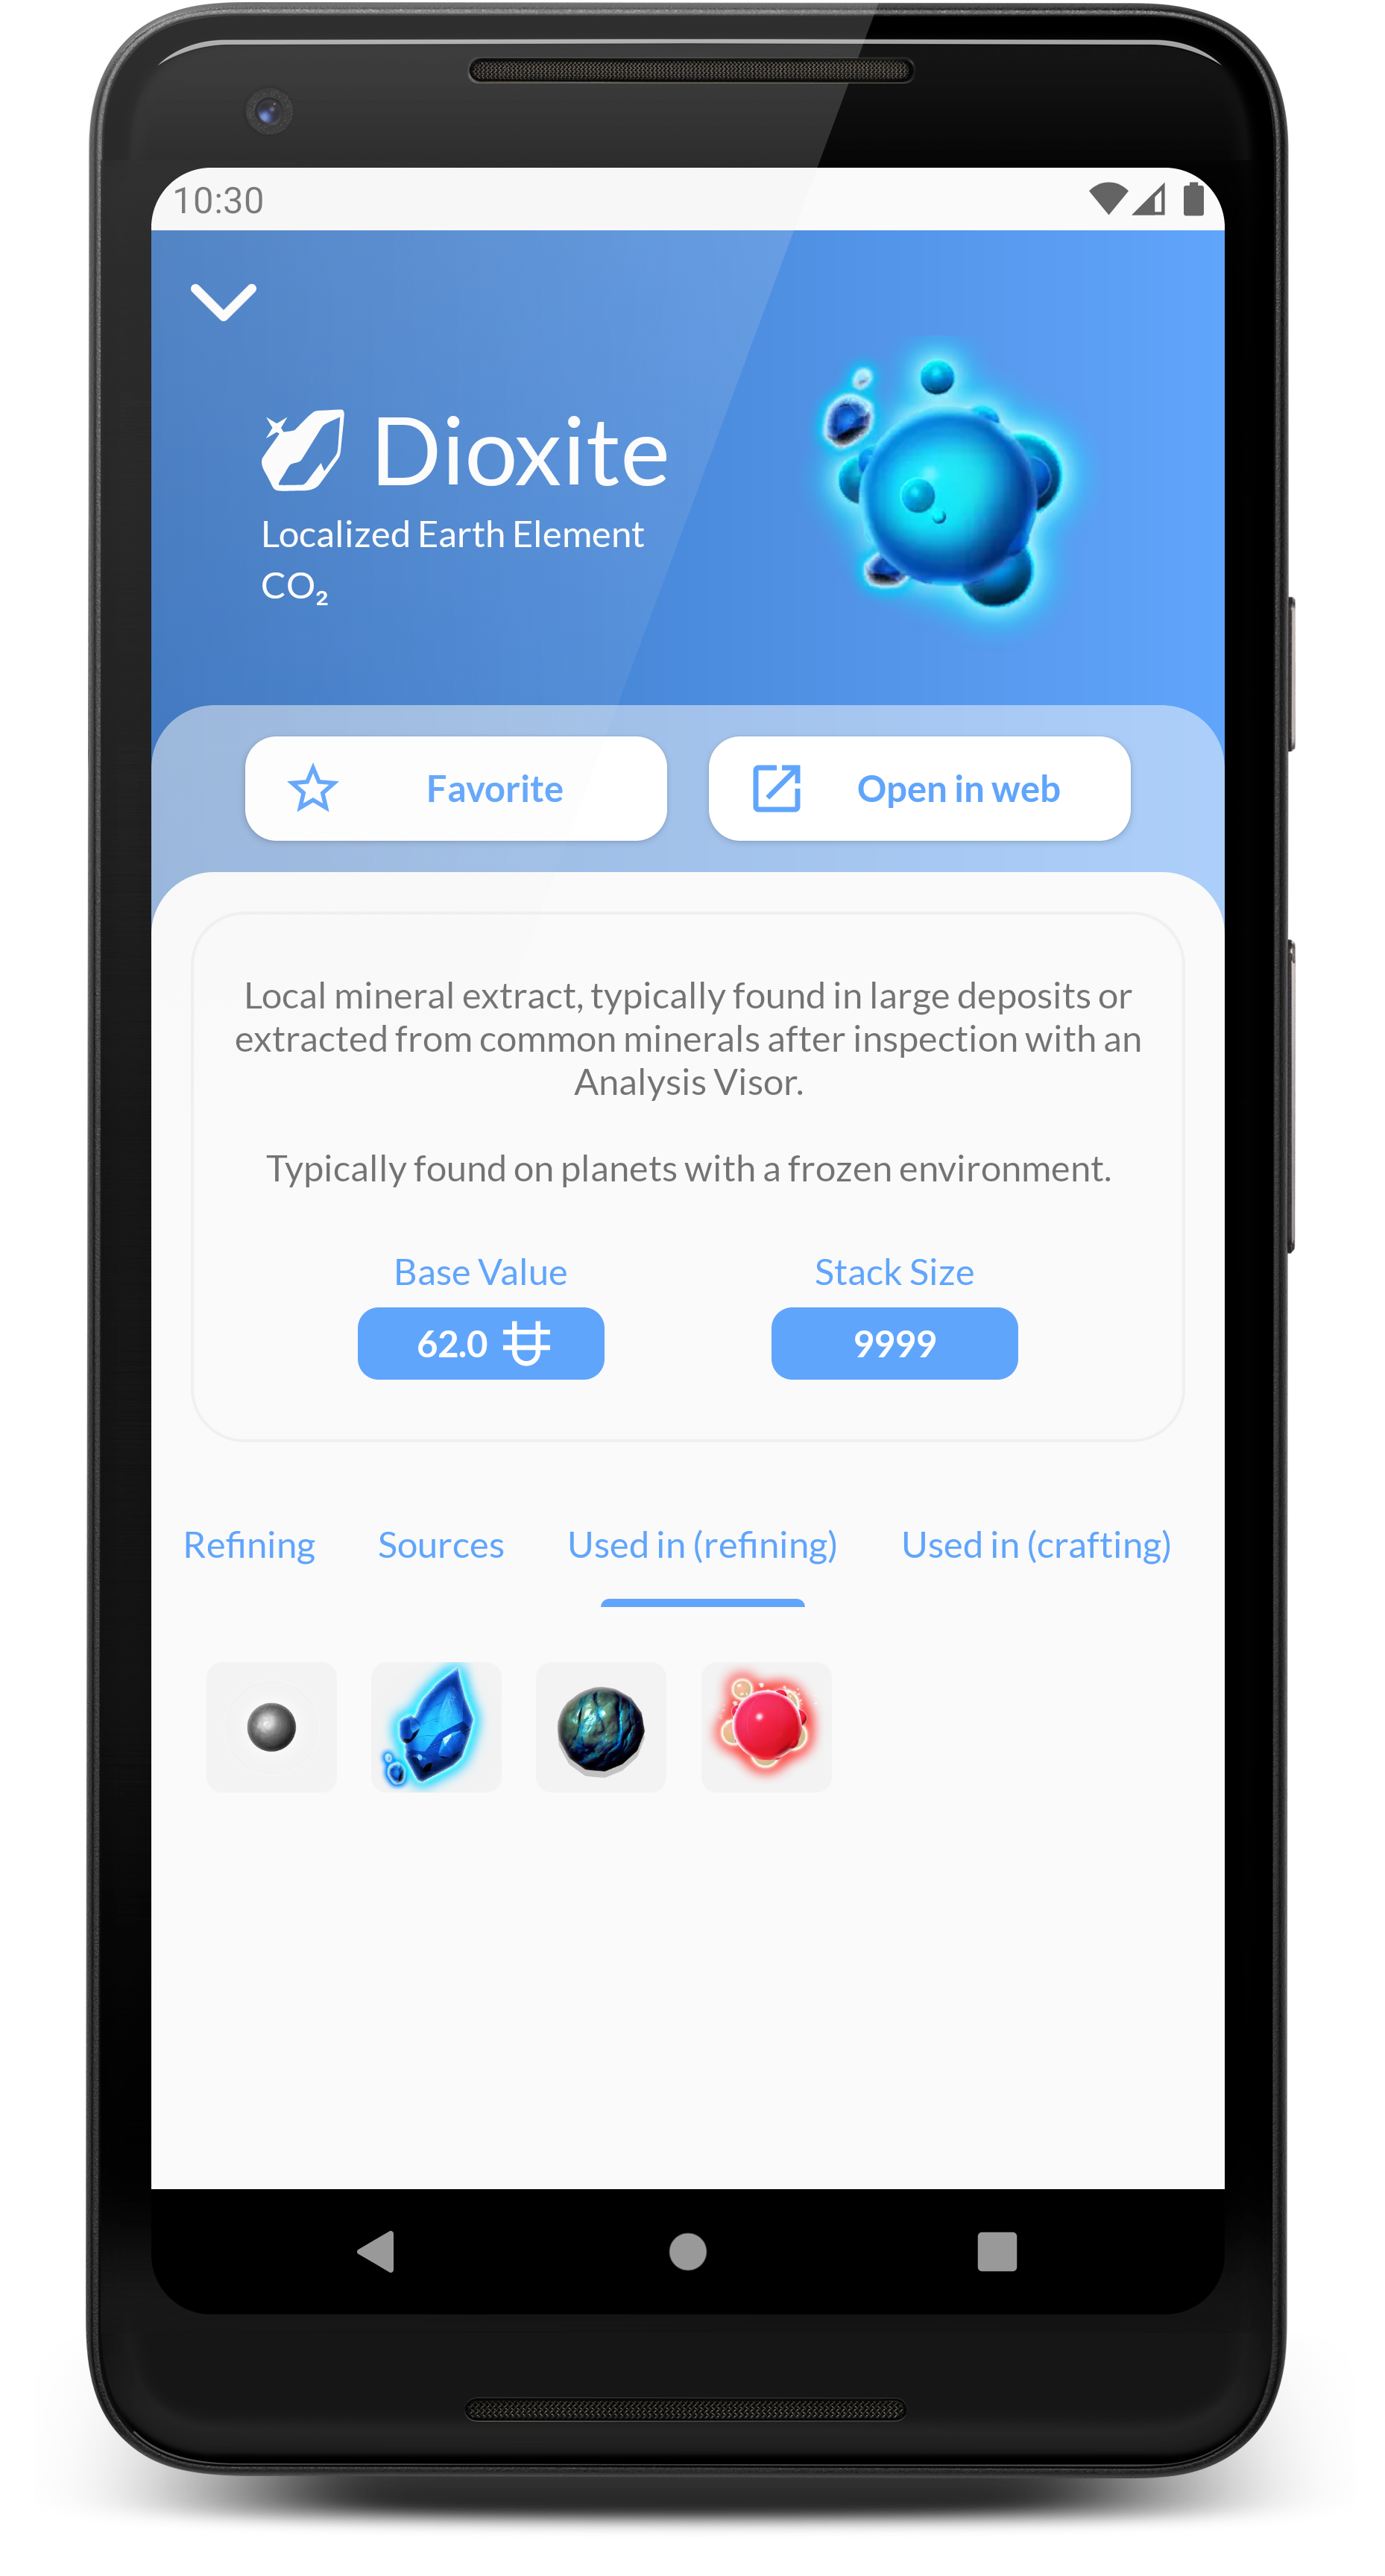 10:30
Dioxite
Localized Earth Element
CO₂
Favorite
Open in web
Local mineral extract, typically found in large deposits or
extracted from common minerals after inspection with an
Analysis Visor.
Typically found on planets with a frozen environment.
Base Value
Stack Size
62.0
9999
Refining
Sources
Used in (refining)
Used in (crafting)